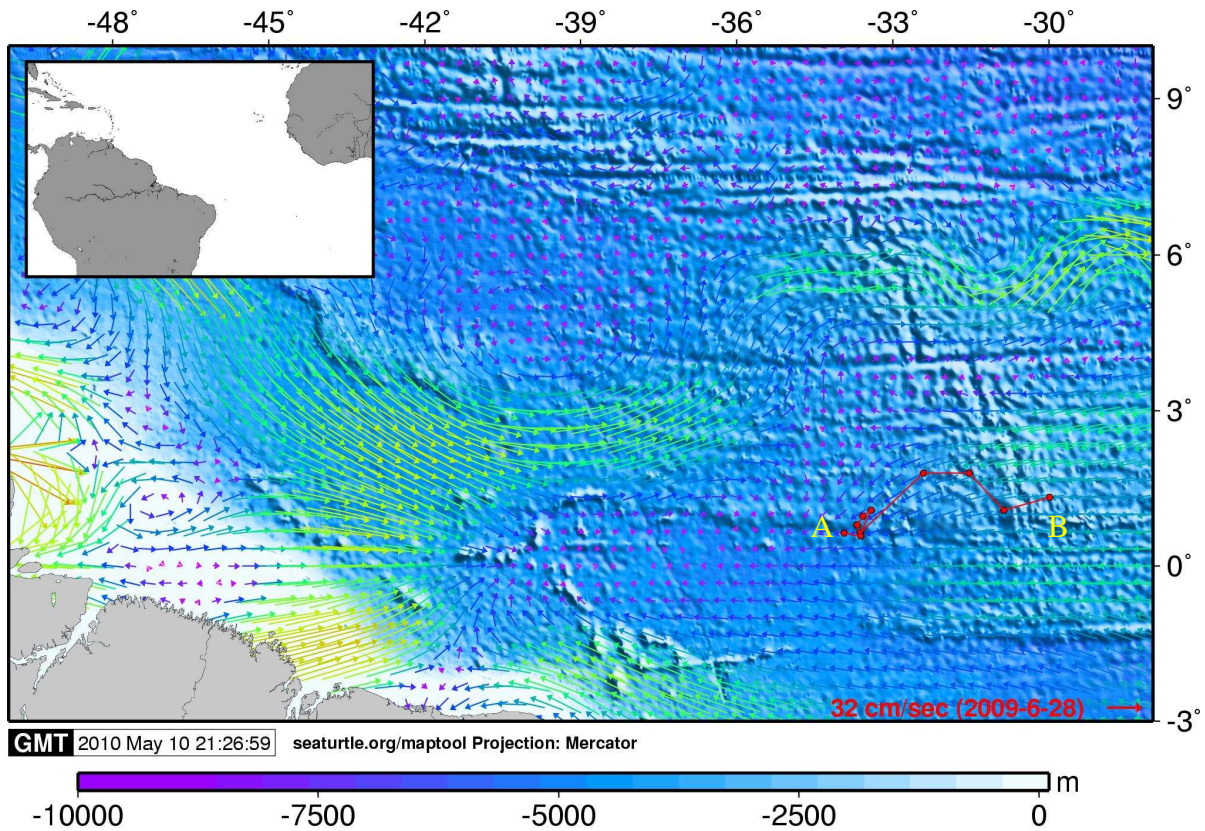 -48° -45° -42° -39° -36° -33° -30°
9°
6°
3°
A B
0°
32 cm/sec (2009-6-28)
-3°
GMT 2010 May 10 21:26:59 seaturtle.org/maptool Projection: Mercator
m
-10000 -7500 -5000 -2500 0